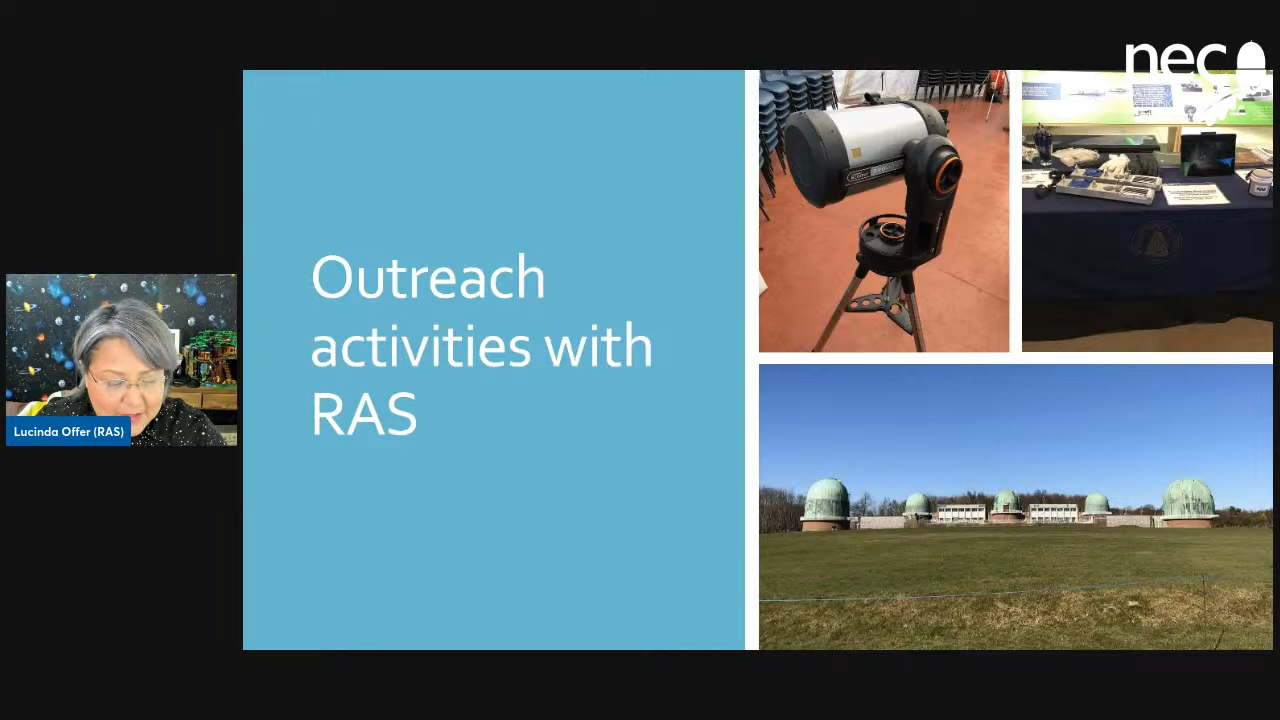 nec
Outreach
activities with
RAS
Lucinda Offer (RAS)